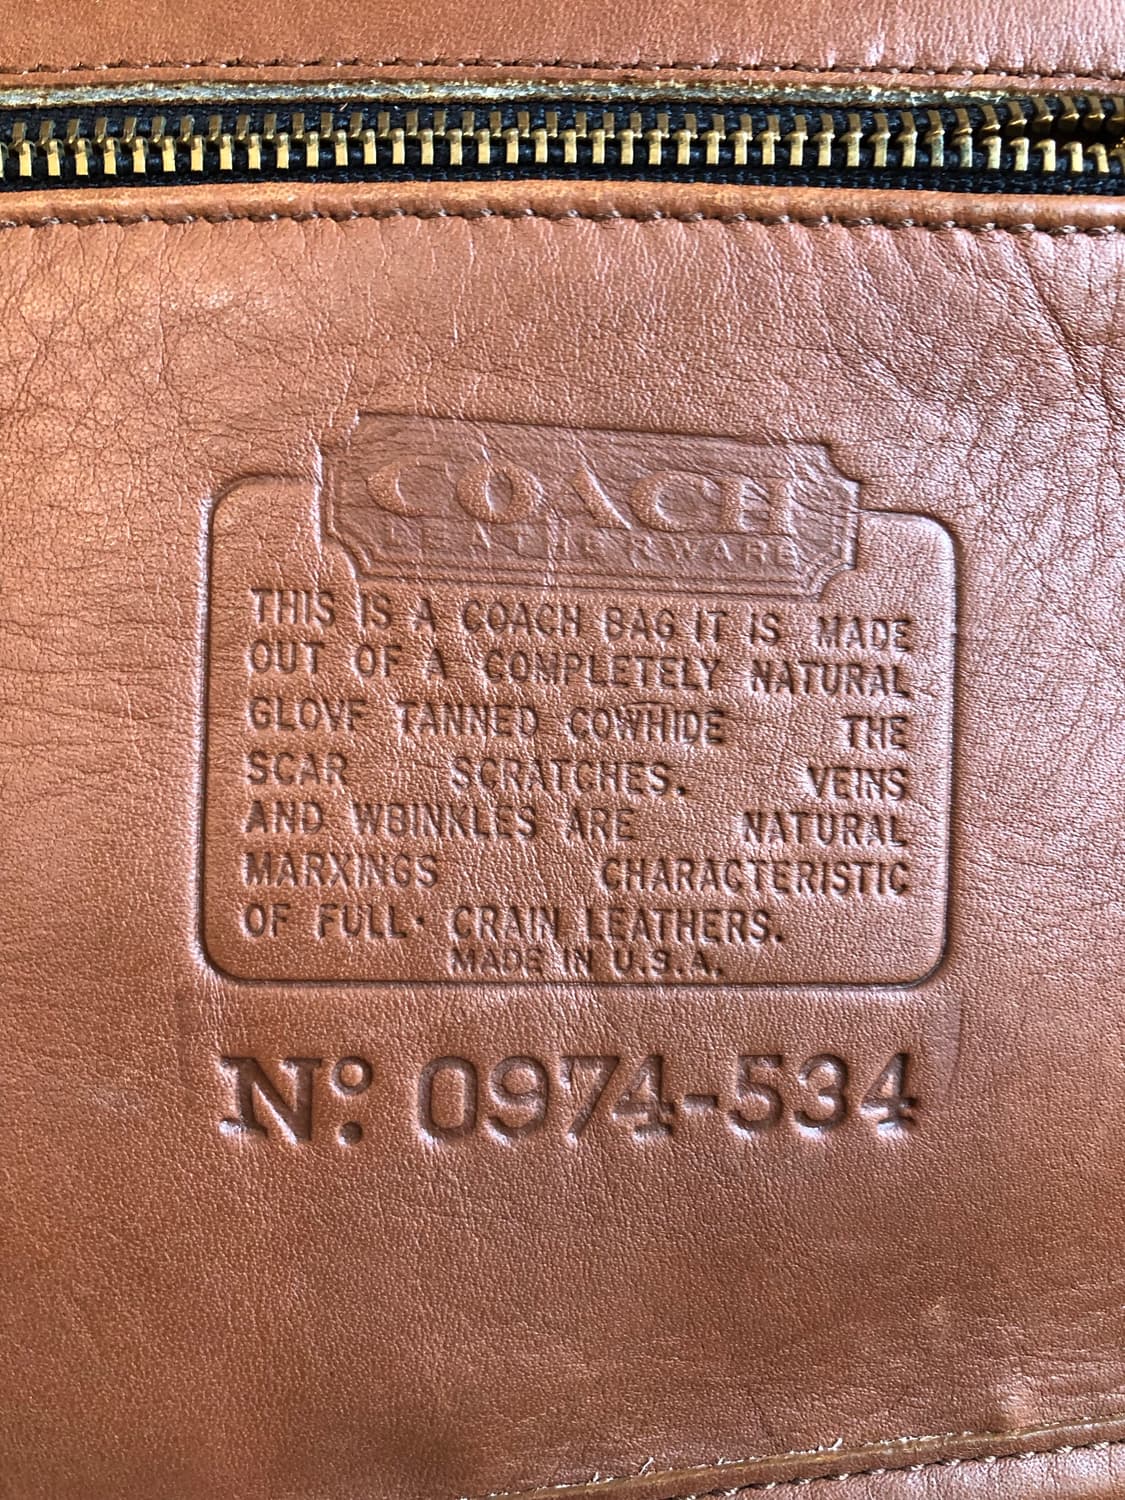 COACH
LEATHERWARE
THIS IS A COACH BAG IT IS MADE
OUT OF A COMPLETELY NATURAL
GLOVF TANNED COWHIDE THE
SCAR SCRATCHES. VEINS
AND WBINKLES ARE NATURAL
MARXINGS CHARACTERISTIC
OF FULL· CRAIN LEATHERS.
MADE IN U.S.A.
Nº 0974-534